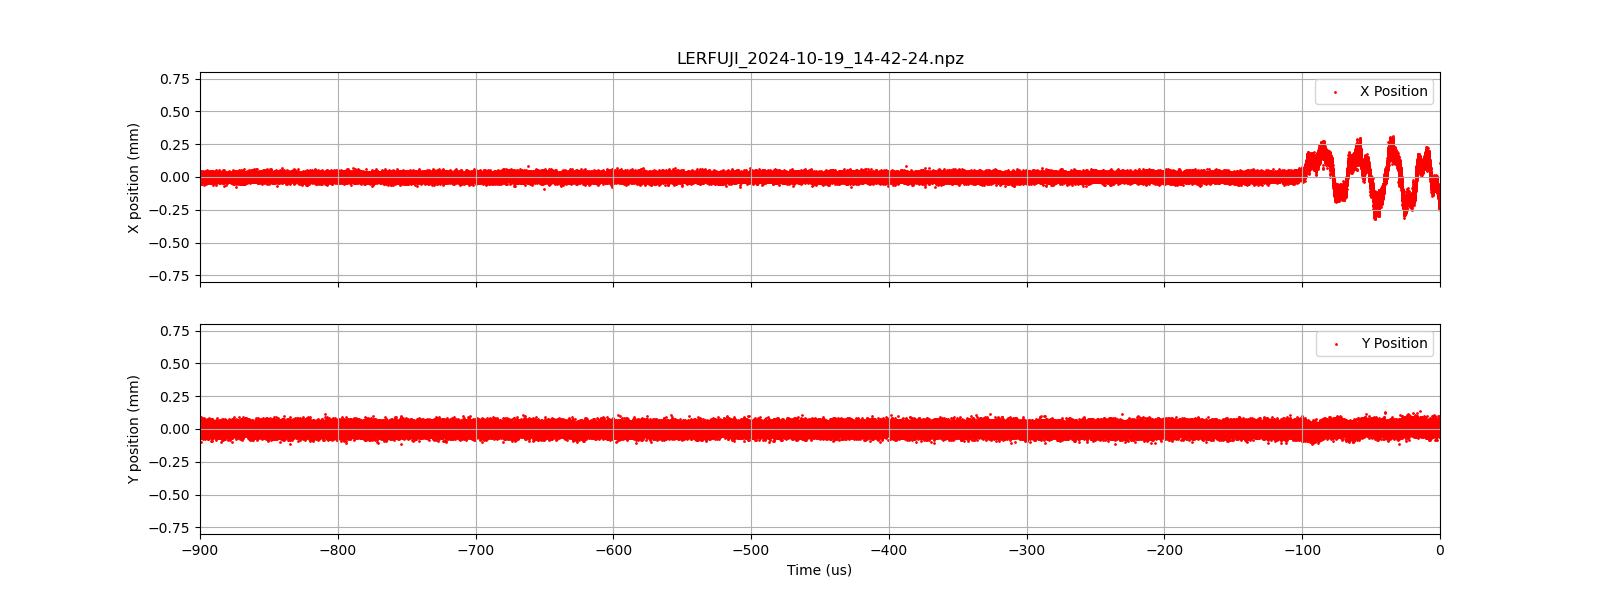 LERFUJI_2024-10-19_14-42-24.npz
X position (mm)
0.75
0.50
0.25
0.00
−0.25
−0.50
−0.75
X Position
Y position (mm)
0.75
0.50
0.25
0.00
−0.25
−0.50
−0.75
Y Position
−900 −800 −700 −600 −500 −400 −300 −200 −100 0
Time (us)